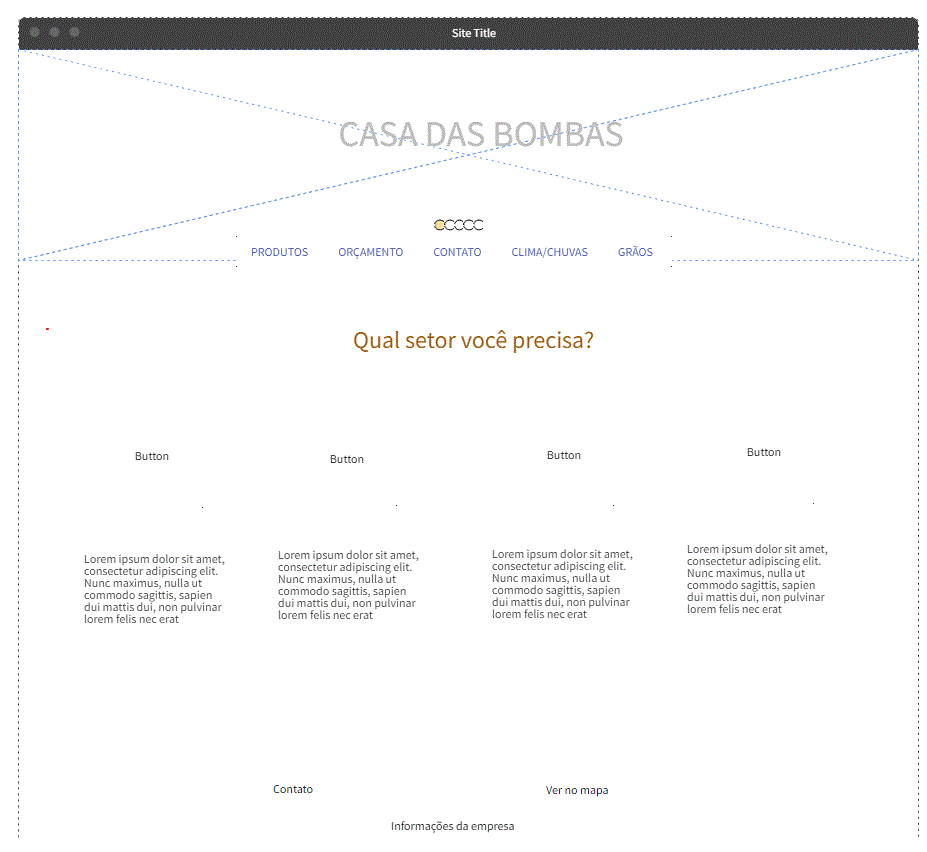 Site Title
CASA DAS BOMBAS
PRODUTOS ORÇAMENTO CONTATO CLIMA/CHUVAS GRÃOS
Qual setor você precisa?
Button
Button
Button
Button
Lorem ipsum dolor sit amet,
consectetur adipiscing elit.
Nunc maximus, nulla ut
commodo sagittis, sapien
dui mattis dui, non pulvinar
lorem felis nec erat
Lorem ipsum dolor sit amet,
consectetur adipiscing elit.
Nunc maximus, nulla ut
commodo sagittis, sapien
dui mattis dui, non pulvinar
lorem felis nec erat
Lorem ipsum dolor sit amet,
consectetur adipiscing elit.
Nunc maximus, nulla ut
commodo sagittis, sapien
dui mattis dui, non pulvinar
lorem felis nec erat
Lorem ipsum dolor sit amet,
consectetur adipiscing elit.
Nunc maximus, nulla ut
commodo sagittis, sapien
dui mattis dui, non pulvinar
lorem felis nec erat
Contato
Ver no mapa
Informações da empresa